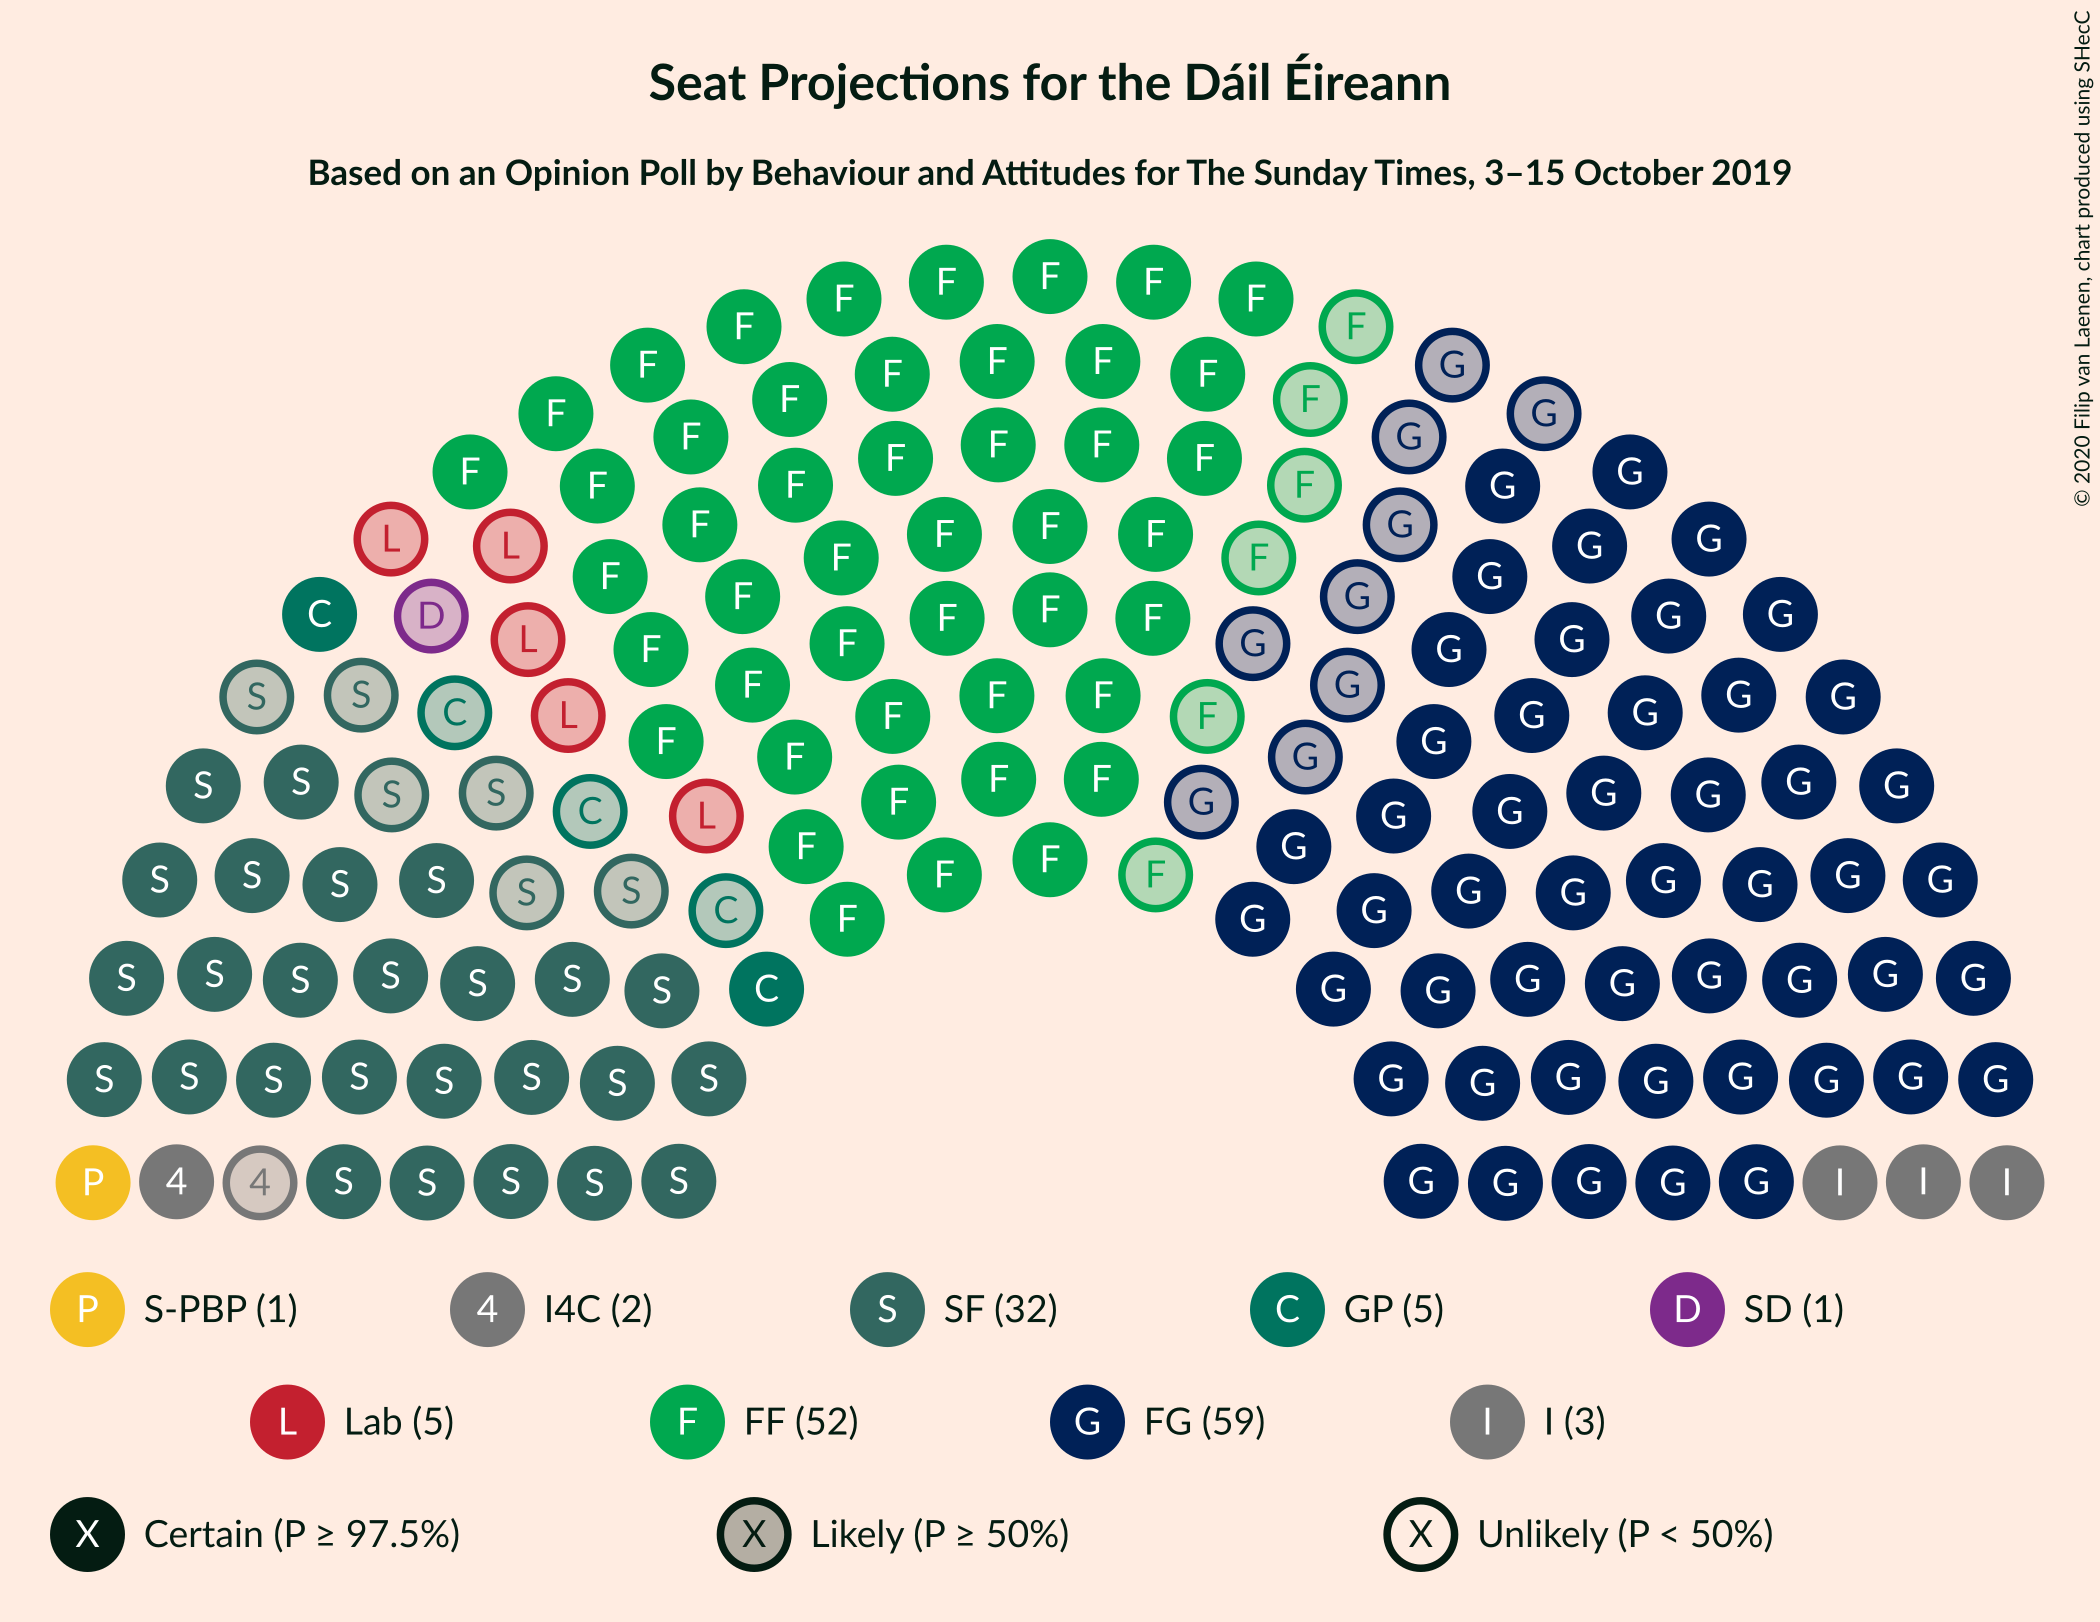 Seat Projections for the Dáil Éireann
Based on an Opinion Poll by Behaviour and Attitudes for The Sunday Times, 3–15 October 2019
© 2020 Filip van Laenen, chart produced using SHecC
F F F F F
F F F G
F F F F F F G G
F F F F G
F F F F F F G
L L F F F F F F G G G
C D L F F F F F G G G G G
S S C L F F F F F G G G G G
S S S S C L F F F F G G G G G G G G
S S S S S S C F F F F F G G G G G G G G
S S S S S S S C G G G G G G G G
S S S S S S S S G G G G G G G G
P 4 4 S S S S S G G G G G I I I
P S-PBP (1) 4 I4C (2) S SF (32) C GP (5) D SD (1)
L Lab (5) F FF (52) G FG (59) I I (3)
X Certain (P ≥ 97.5%) X Likely (P ≥ 50%) X Unlikely (P < 50%)